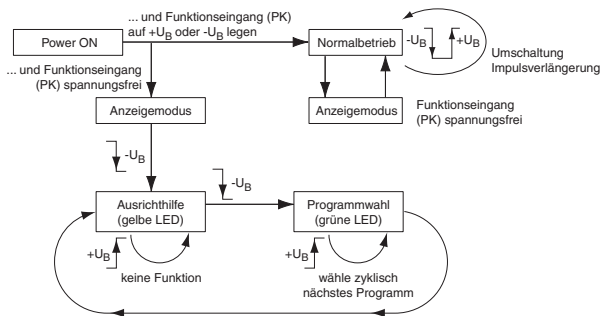 ... und Funktionseingang (PK)
auf +UB oder -UB legen
Power ON
Normalbetrieb
-UB
+UB
Umschaltung
Impulsverlängerung
... und Funktionseingang
(PK) spannungsfrei
Anzeigemodus
Anzeigemodus
Funktionseingang
(PK) spannungsfrei
-UB
-UB
Ausrichthilfe
(gelbe LED)
Programmwahl
(grüne LED)
+UB
keine Funktion
+UB
wähle zyklisch
nächstes Programm